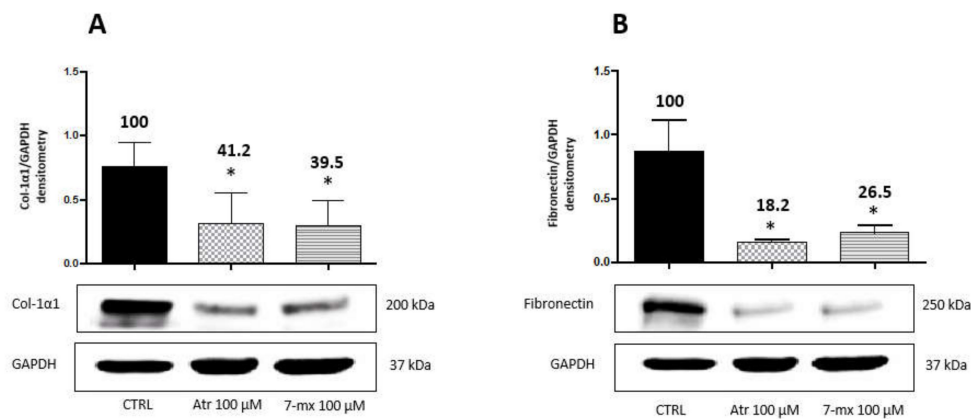 A
Col-1α1/GAPDH
densitometry
1.5
1.0
0.5
0.0
100
41.2
*
39.5
*
Col-1α1
200 kDa
GAPDH
37 kDa
CTRL Atr 100 µM 7-mx 100 µM
B
Fibronectin/GAPDH
densitometry
1.5
1.0
0.5
0.0
100
18.2
*
26.5
*
Fibronectin
250 kDa
GAPDH
37 kDa
CTRL Atr 100 µM 7-mx 100 µM